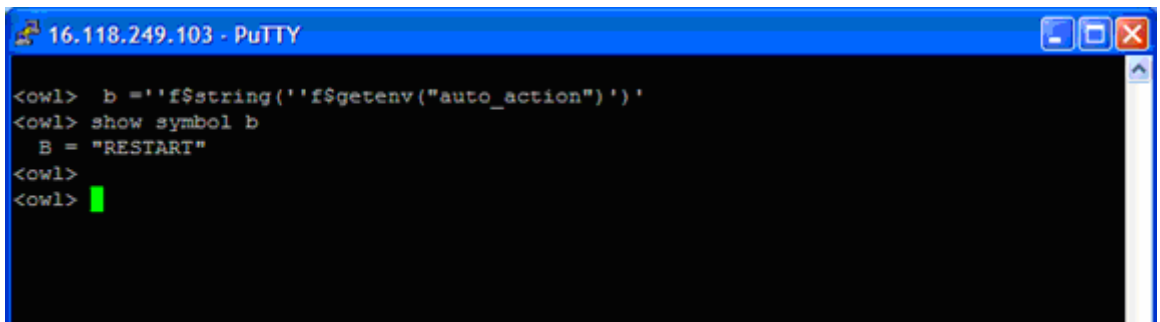 16.118.249.103 - PuTTY
<owl>  b =''f$string(''f$getenv("auto_action")')'
<owl> show symbol b
  B = "RESTART"
<owl>
<owl>